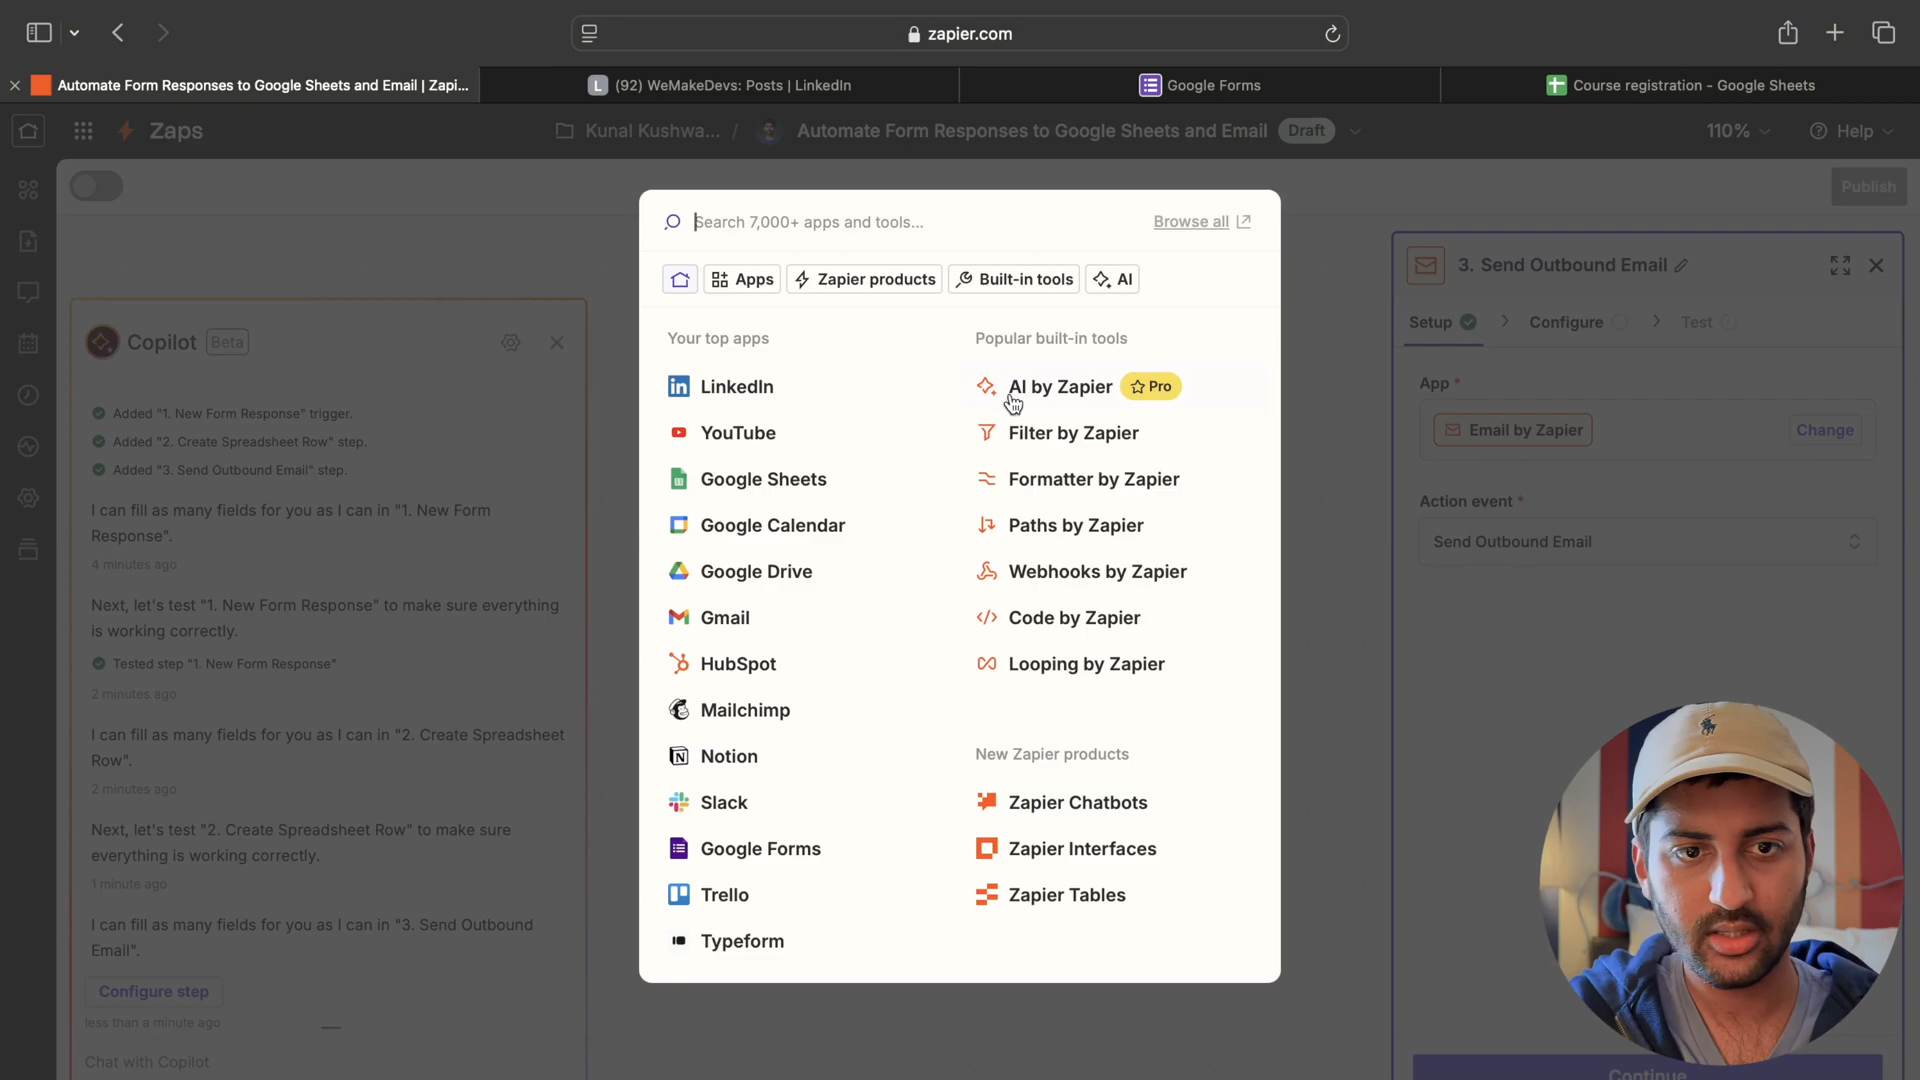 zapier.com
Automate Form Responses to Google Sheets and Email | Zapi...
L
(92) WeMakeDevs: Posts | LinkedIn
Google Forms
Course registration - Google Sheets
Zaps
Kunal Kushwa... /
Automate Form Responses to Google Sheets and Email
Draft
110%
Help
Publish
Search 7,000+ apps and tools...
Browse all
Apps
Zapier products
Built-in tools
AI
Your top apps
LinkedIn
YouTube
Google Sheets
Google Calendar
Google Drive
Gmail
HubSpot
Mailchimp
Notion
Slack
Google Forms
Trello
Typeform
Popular built-in tools
AI by Zapier
Pro
Filter by Zapier
Formatter by Zapier
Paths by Zapier
Webhooks by Zapier
Code by Zapier
Looping by Zapier
New Zapier products
Zapier Chatbots
Zapier Interfaces
Zapier Tables
Copilot
Beta
Added "1. New Form Response" trigger.
Added "2. Create Spreadsheet Row" step.
Added "3. Send Outbound Email" step.
I can fill as many fields for you as I can in "1. New Form
Response".
4 minutes ago
Next, let's test "1. New Form Response" to make sure everything
is working correctly.
Tested step "1. New Form Response"
2 minutes ago
I can fill as many fields for you as I can in "2. Create Spreadsheet
Row".
2 minutes ago
Next, let's test "2. Create Spreadsheet Row" to make sure
everything is working correctly.
1 minute ago
I can fill as many fields for you as I can in "3. Send Outbound
Email".
Configure step
less than a minute ago
Chat with Copilot
3. Send Outbound Email
Setup
Configure
Test
App *
Email by Zapier
Change
Action event *
Send Outbound Email
Continue